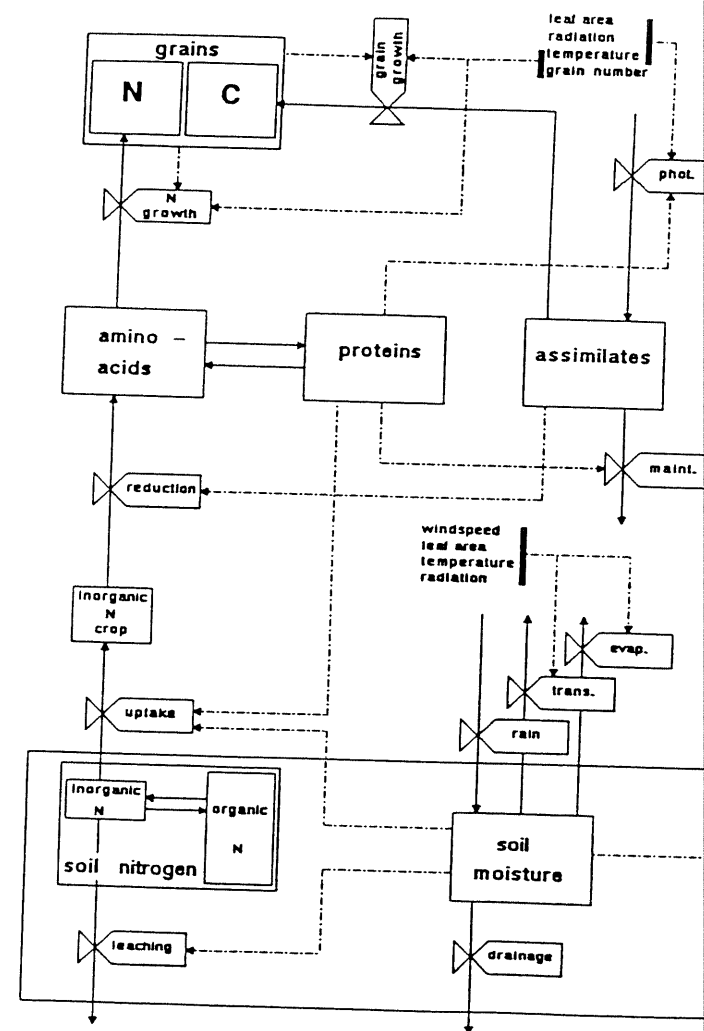 grains
N
C
grain
growth
leaf area
radiation
temperature
grain number
phot.
N
growth
amino -
acids
proteins
assimilates
reduction
maint.
windspeed
leaf area
temperature
radiation
inorganic
N
crop
evap.
trans.
uptake
rain
inorganic
N
organic
N
soil nitrogen
soil
moisture
leaching
drainage